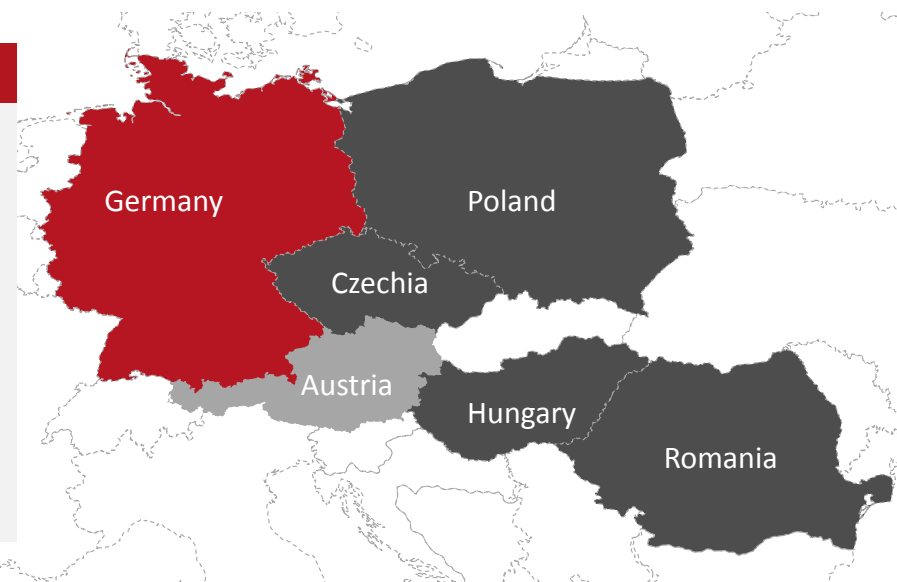 Germany
Poland
Czechia
Austria
Hungary
Romania